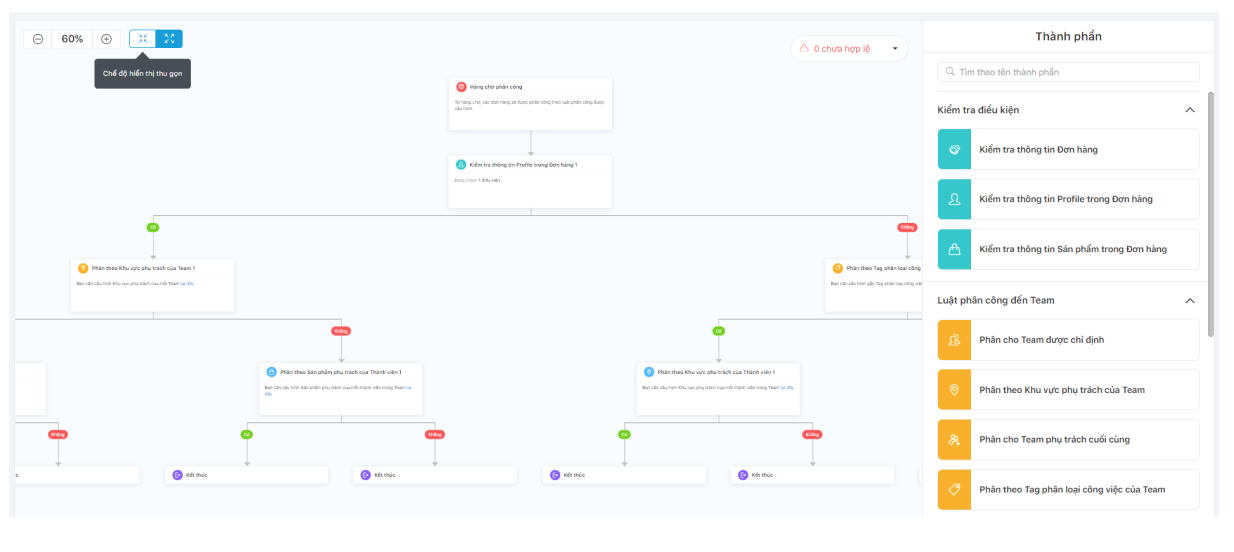 60%
Chế độ hiển thị thu gọn
0 chưa hợp lệ
Hàng chờ phân công
Từ hàng chờ, các đơn hàng sẽ được phân công theo luật phân công được
cấu hình.
Kiểm tra thông tin Profile trong Đơn hàng 1
Đang chọn: 1 điều kiện
Có
Không
Phân theo Khu vực phụ trách của Team 1
Bạn cần cấu hình Khu vực phụ trách của mỗi Team tại đây
Phân theo Tag phân loại công
Bạn cần cấu hình gắn Tag phân loại công việc
Không
Có
Phân theo Sản phẩm phụ trách của Thành viên 1
Bạn cần cấu hình Sản phẩm phụ trách của mỗi thành viên trong Team tại
đây
Phân theo Khu vực phụ trách của Thành viên 1
Bạn cần cấu hình Khu vực phụ trách của mỗi thành viên trong Team tại đây
Không
Có
Không
Có
Không
Kết thúc
Kết thúc
Kết thúc
Kết thúc
Thành phần
Tìm theo tên thành phần
Kiểm tra điều kiện
Kiểm tra thông tin Đơn hàng
Kiểm tra thông tin Profile trong Đơn hàng
Kiểm tra thông tin Sản phẩm trong Đơn hàng
Luật phân công đến Team
Phân cho Team được chỉ định
Phân theo Khu vực phụ trách của Team
Phân cho Team phụ trách cuối cùng
Phân theo Tag phân loại công việc của Team